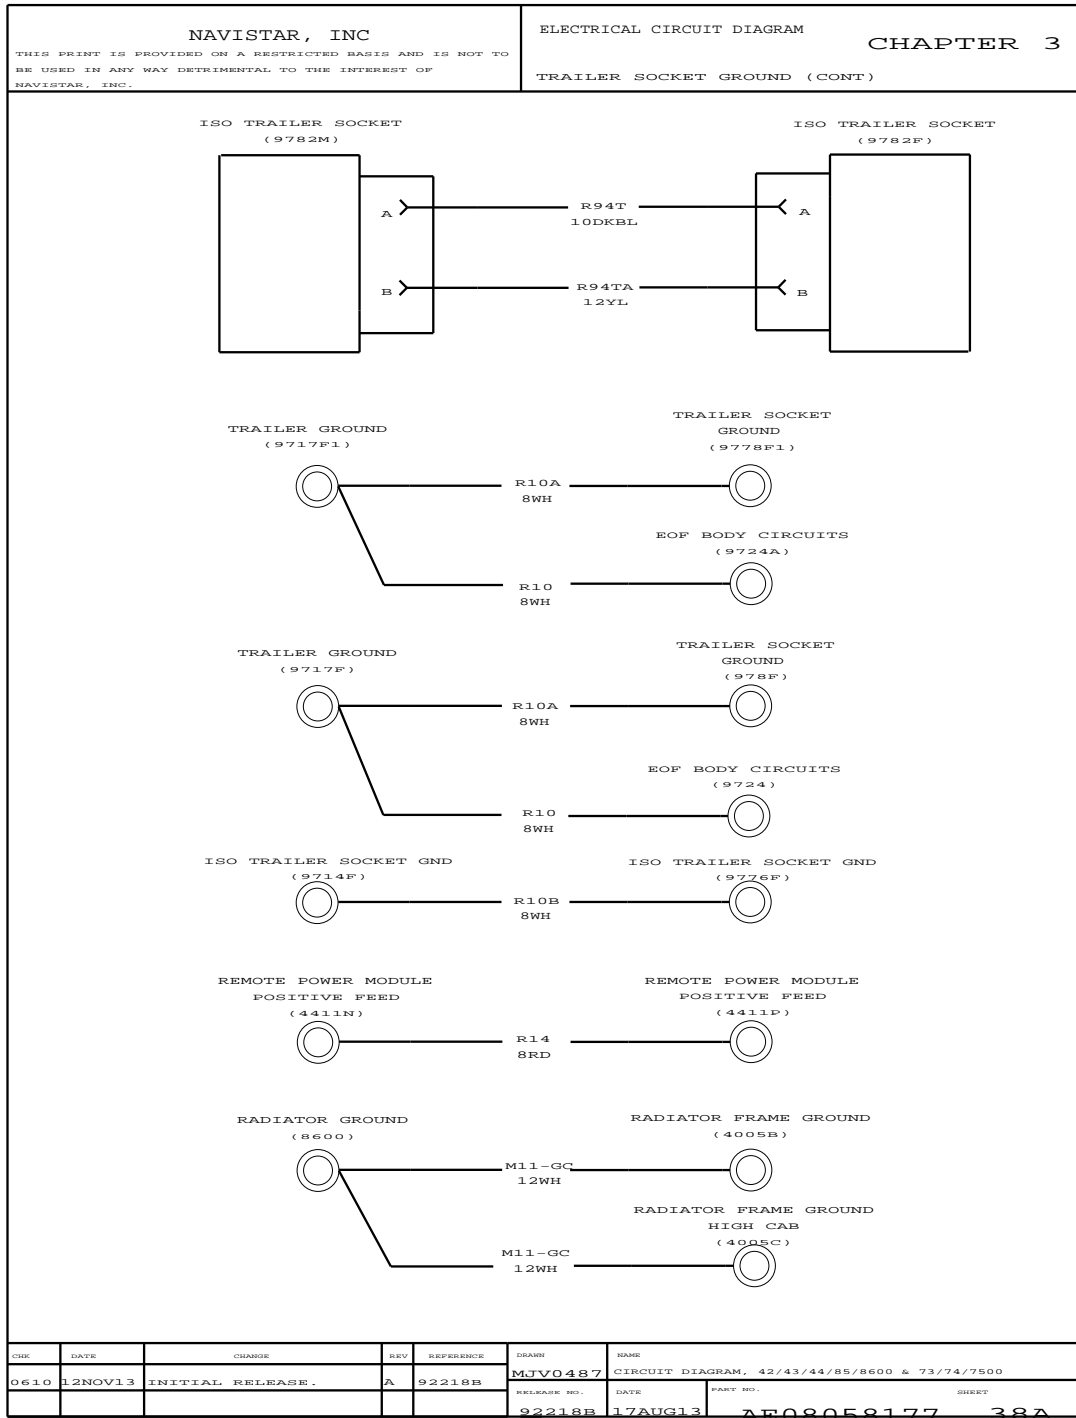 NAVISTAR, INC
THIS PRINT IS PROVIDED ON A RESTRICTED BASIS AND IS NOT TO
BE USED IN ANY WAY DETRIMENTAL TO THE INTEREST OF
NAVISTAR, INC.
ELECTRICAL CIRCUIT DIAGRAM
CHAPTER 3
TRAILER SOCKET GROUND (CONT)
ISO TRAILER SOCKET
(9782M)
ISO TRAILER SOCKET
(9782F)
A
R94T
10DKBL
A
B
R94TA
12YL
B
TRAILER GROUND
(9717F1)
TRAILER SOCKET
GROUND
(9778F1)
R10A
8WH
EOF BODY CIRCUITS
(9724A)
R10
8WH
TRAILER GROUND
(9717F)
TRAILER SOCKET
GROUND
(978F)
R10A
8WH
EOF BODY CIRCUITS
(9724)
R10
8WH
ISO TRAILER SOCKET GND
(9714F)
ISO TRAILER SOCKET GND
(9776F)
R10B
8WH
REMOTE POWER MODULE
POSITIVE FEED
(4411N)
REMOTE POWER MODULE
POSITIVE FEED
(4411P)
R14
8RD
RADIATOR GROUND
(8600)
RADIATOR FRAME GROUND
(4005B)
M11-GC
12WH
RADIATOR FRAME GROUND
HIGH CAB
(4005C)
M11-GC
12WH
CHK DATE CHANGE REV REFERENCE
0610 12NOV13 INITIAL RELEASE. A 92218B
DRAWN
MJV0487
NAME
CIRCUIT DIAGRAM, 42/43/44/85/8600 & 73/74/7500
RELEASE NO.
92218B
DATE
17AUG13
PART NO.
AE08058177
SHEET
38A